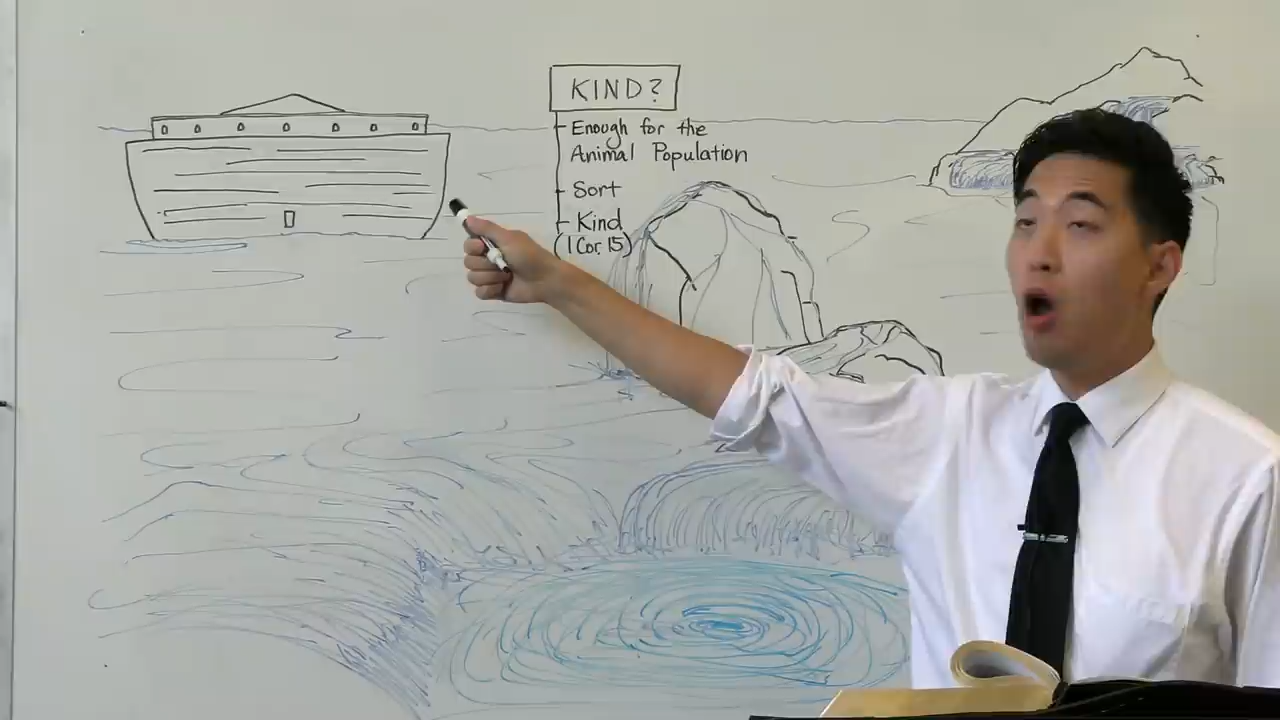 KIND?
- Enough for the
Animal Population
- Sort
- Kind
(1 Cor. 15)